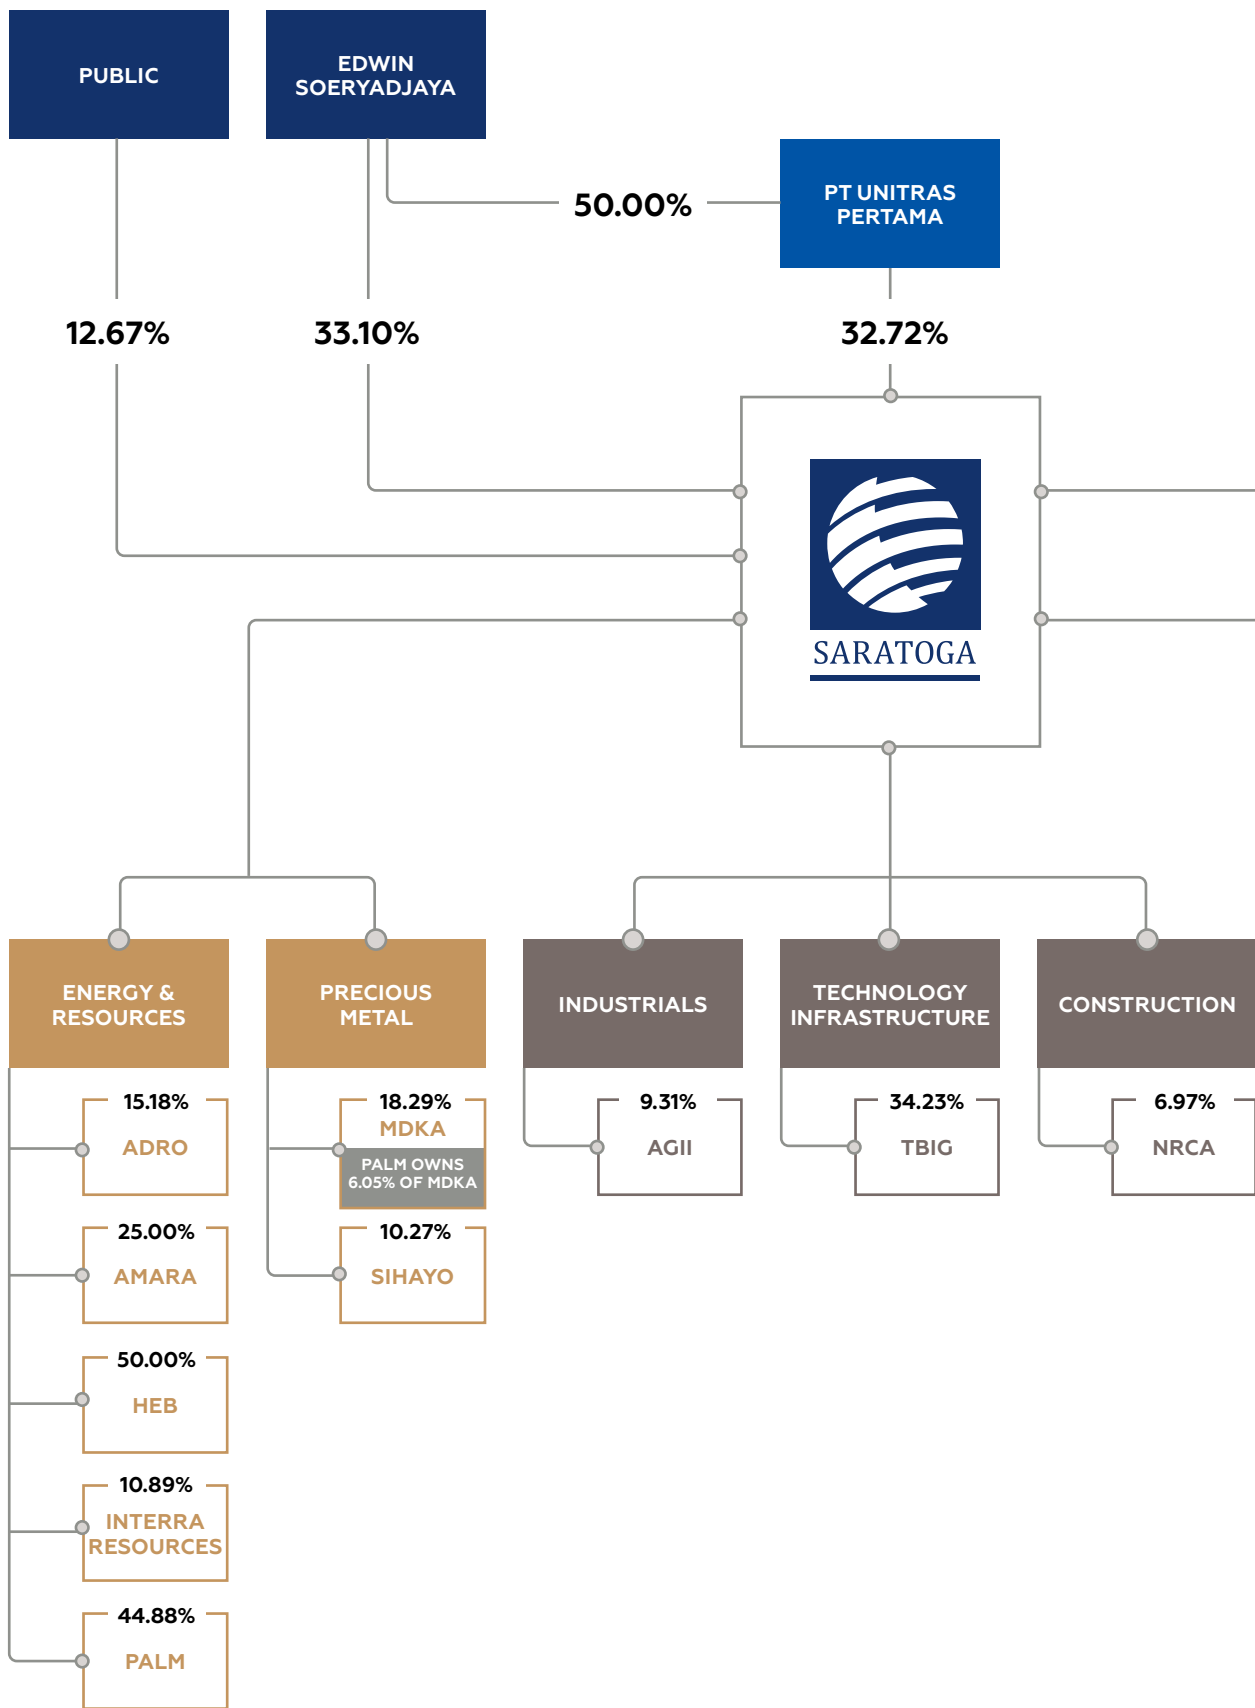 PUBLIC
EDWIN
SOERYADJAYA
PT UNITRAS
PERTAMA
50.00%
12.67%
33.10%
32.72%
SARATOGA
ENERGY &
RESOURCES
PRECIOUS
METAL
INDUSTRIALS
TECHNOLOGY
INFRASTRUCTURE
CONSTRUCTION
15.18%
ADRO
25.00%
AMARA
50.00%
HEB
10.89%
INTERRA
RESOURCES
44.88%
PALM
18.29%
MDKA
PALM OWNS
6.05% OF MDKA
10.27%
SIHAYO
9.31%
AGII
34.23%
TBIG
6.97%
NRCA